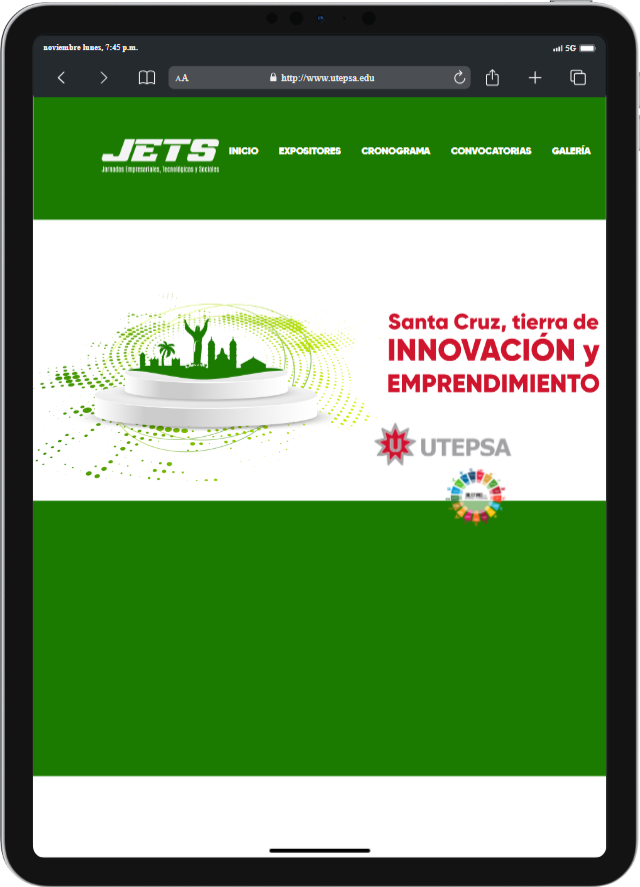 noviembre lunes, 7:45 p.m.
5G
AA
http://www.utepsa.edu
JETS
Jornadas Empresariales, Tecnológicas y Sociales
INICIO
EXPOSITORES
CRONOGRAMA
CONVOCATORIAS
GALERÍA
Santa Cruz, tierra de
INNOVACIÓN y
EMPRENDIMIENTO
U UTEPSA